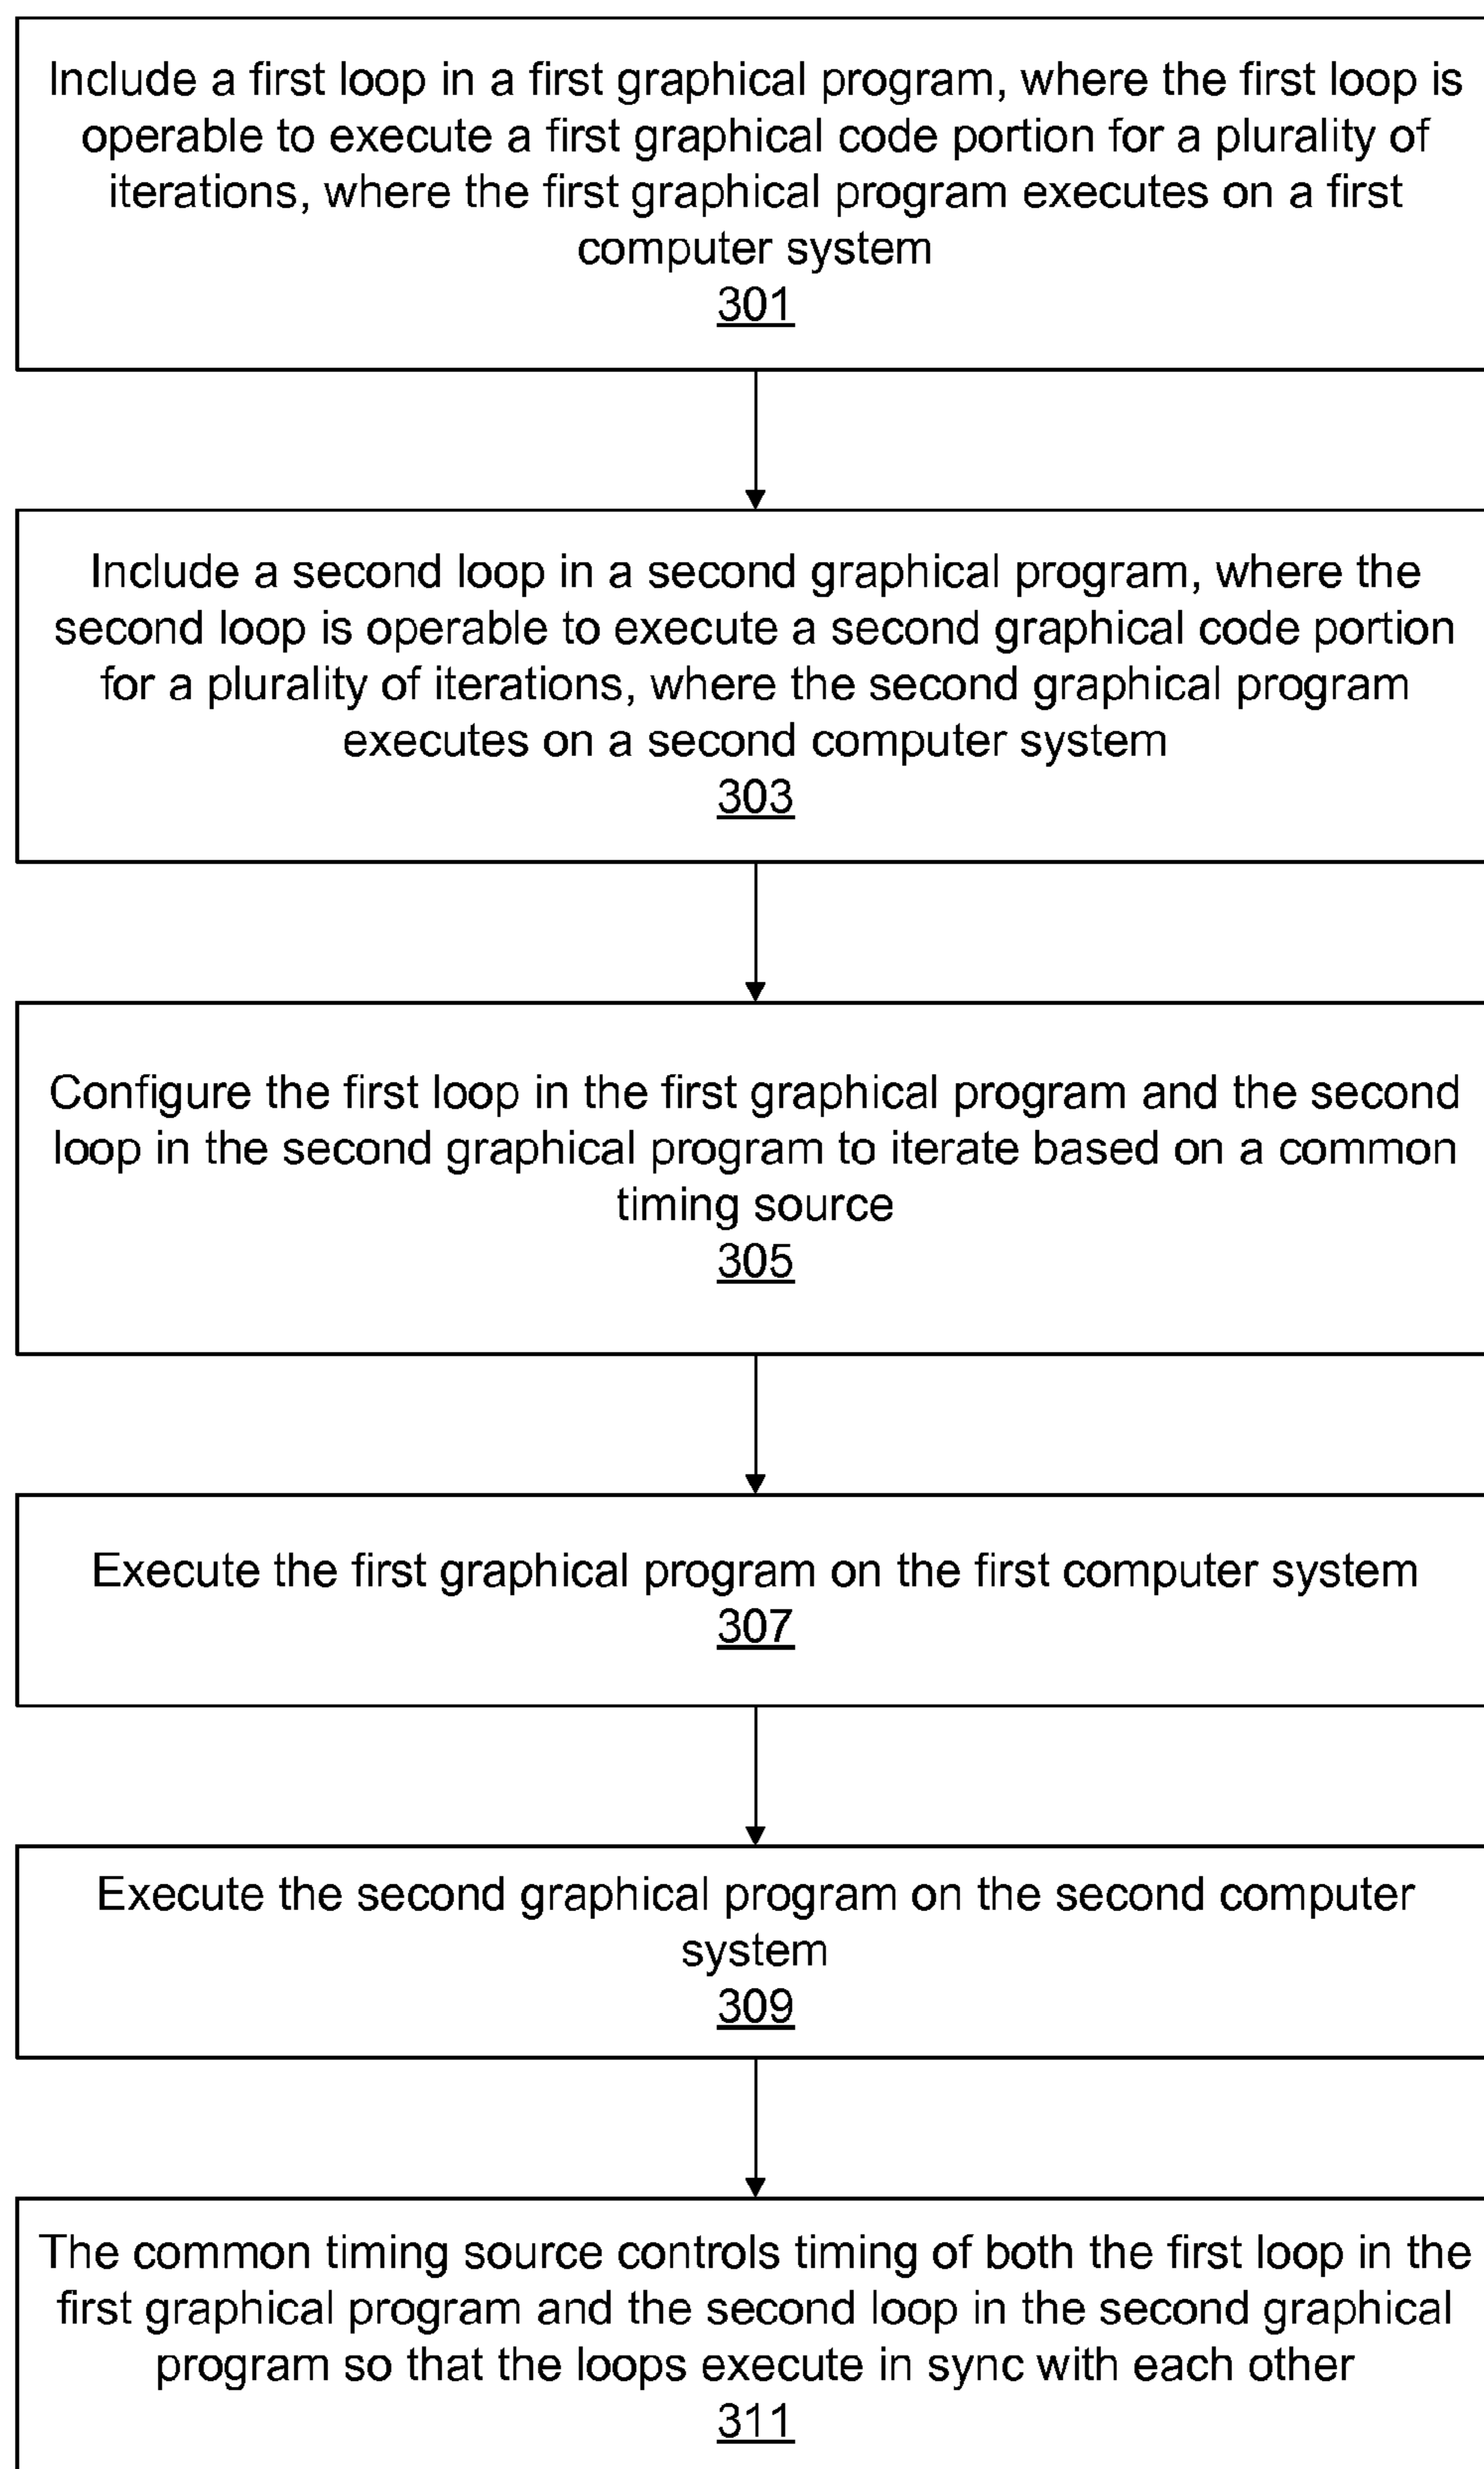 Include a first loop in a first graphical program, where the first loop is
operable to execute a first graphical code portion for a plurality of
iterations, where the first graphical program executes on a first
computer system
301
Include a second loop in a second graphical program, where the
second loop is operable to execute a second graphical code portion
for a plurality of iterations, where the second graphical program
executes on a second computer system
303
Configure the first loop in the first graphical program and the second
loop in the second graphical program to iterate based on a common
timing source
305
Execute the first graphical program on the first computer system
307
Execute the second graphical program on the second computer
system
309
The common timing source controls timing of both the first loop in the
first graphical program and the second loop in the second graphical
program so that the loops execute in sync with each other
311